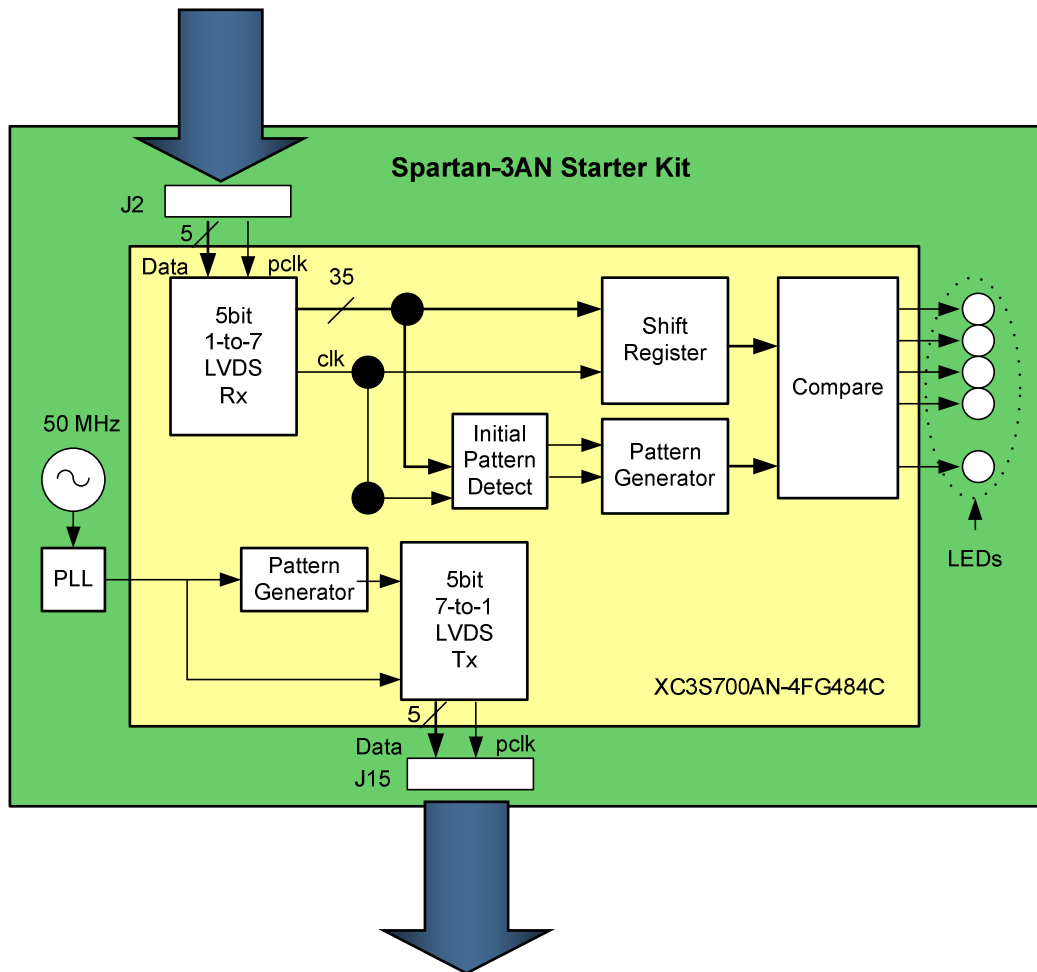 Spartan-3AN Starter Kit
J2
5
Data
pclk
5bit
1-to-7
LVDS
Rx
35
clk
Shift
Register
Compare
50 MHz
Initial
Pattern
Detect
Pattern
Generator
LEDs
PLL
Pattern
Generator
5bit
7-to-1
LVDS
Tx
XC3S700AN-4FG484C
5
Data
pclk
J15